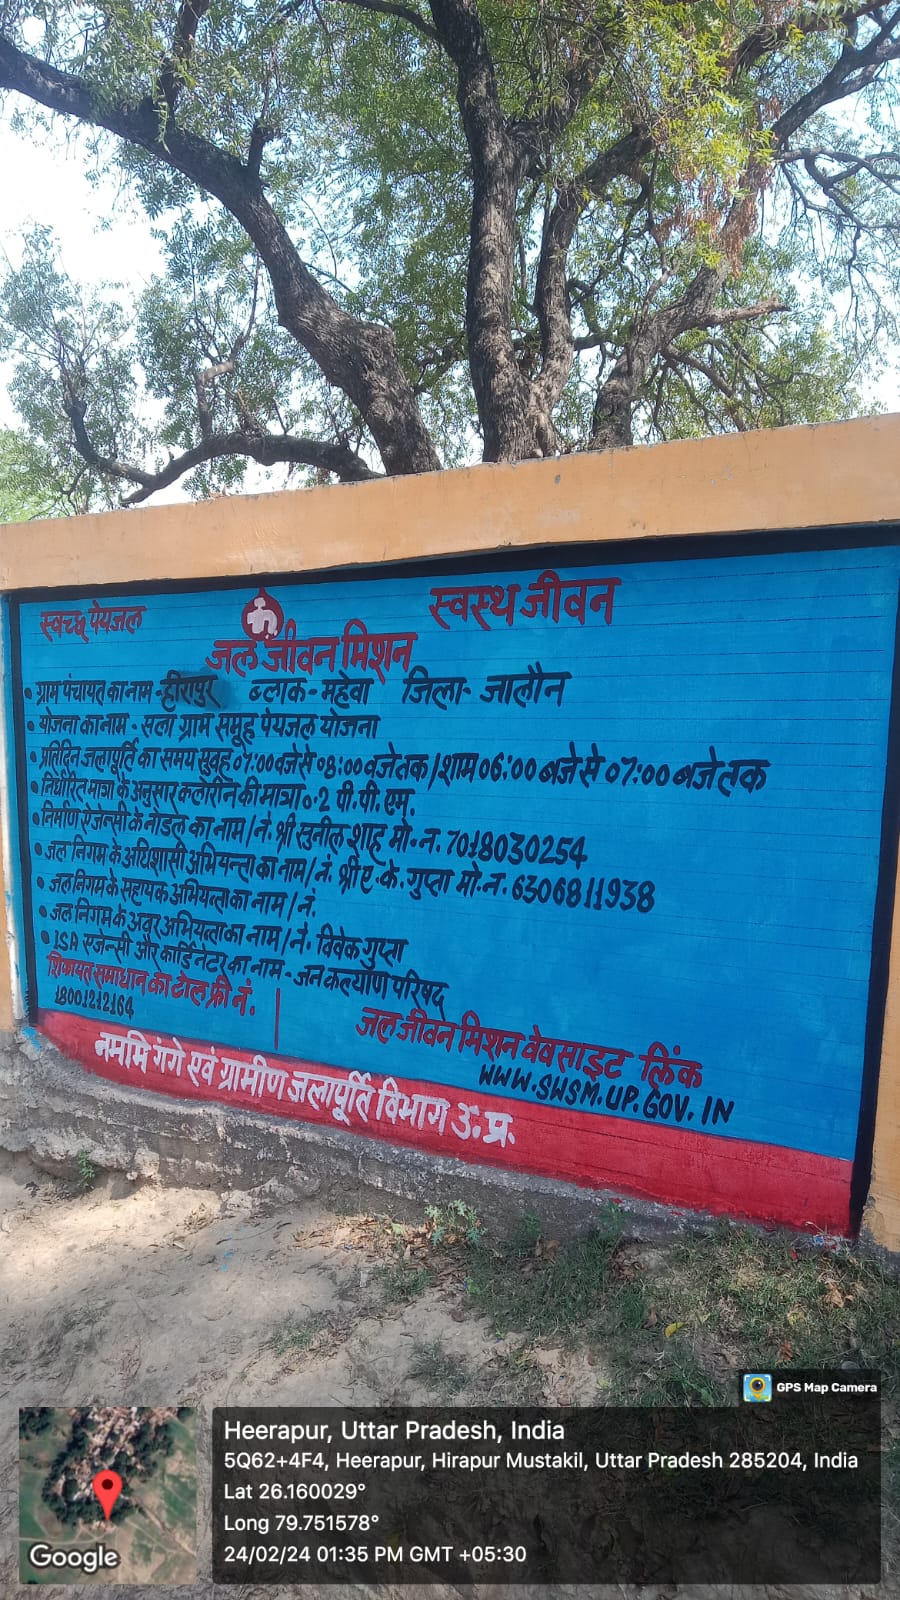 स्वच्छ पेयजल
स्वस्थ जीवन
जल जीवन मिशन
• ग्राम पंचायत का नाम - हीरापुर ब्लाक - महेबा जिला - जालौन
• योजना का नाम - सला ग्राम समूह पेयजल योजना
• प्रतिदिन जलापूर्ति का समय सुवह 07:00 वजे से 08:00 वजे तक / शाम 06:00 बजे से 07:00 बजे तक
• निर्धारित मात्रा के अनुसार क्लोरीन की मात्रा 0.2 पी. पी. एम.
• निर्माण ऐजेन्सी के नोडल का नाम / नं. श्री सुनील शाह मो. न. 7018030254
• जल निगम के अधिशासी अभियन्ता का नाम / नं. श्री ए. के. गुप्ता मो. न. 6306811938
• जल निगम के सहायक अभियन्ता का नाम / नं.
• जल निगम के अवर अभियन्ता का नाम / नं. विवेक गुप्ता
• ISA एजेन्सी और कार्डिनेटर का नाम - जन कल्याण परिषद
शिकायत समाधान का टोल फ्री नं.
18001212164
जल जीवन मिशन वेवसाइट लिंक
WWW.SWSM.UP.GOV.IN
नमामि गंगे एवं ग्रामीण जलापूर्ति विभाग उ. प्र.
GPS Map Camera
Heerapur, Uttar Pradesh, India
5Q62+4F4, Heerapur, Hirapur Mustakil, Uttar Pradesh 285204, India
Lat 26.160029°
Long 79.751578°
24/02/24 01:35 PM GMT +05:30
Google